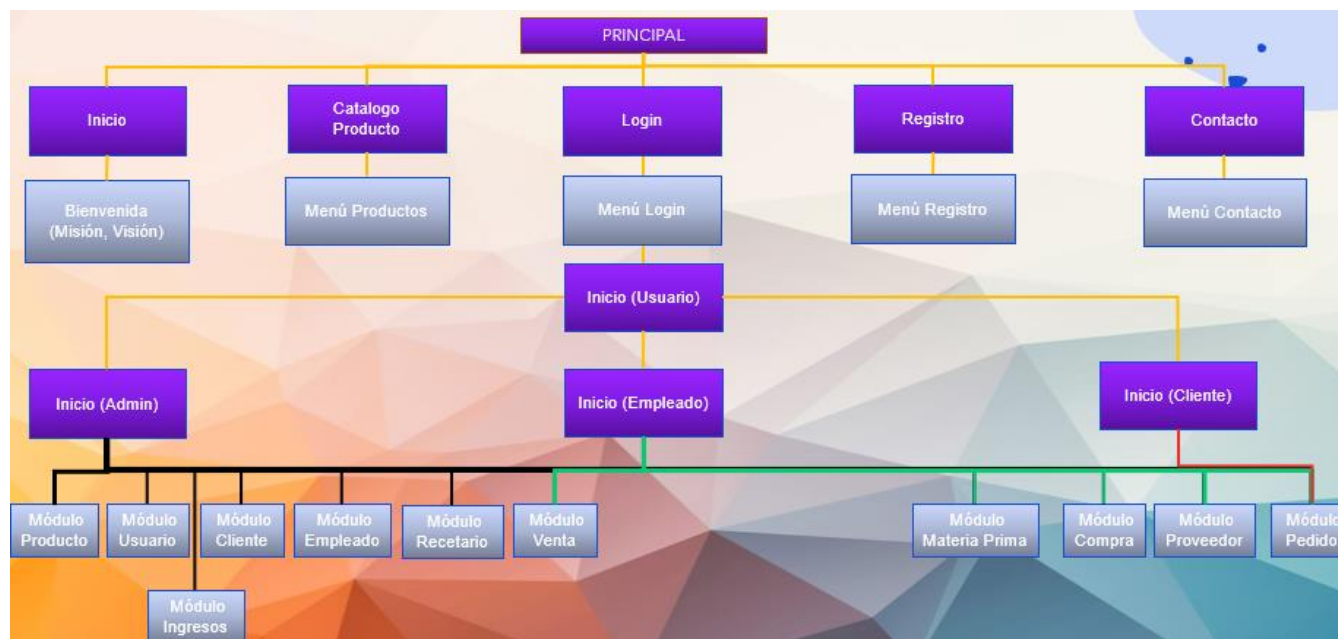 PRINCIPAL
Inicio
Catalogo
Producto
Login
Registro
Contacto
Bienvenida
(Misión, Visión)
Menú Productos
Menú Login
Menú Registro
Menú Contacto
Inicio (Usuario)
Inicio (Admin)
Inicio (Empleado)
Inicio (Cliente)
Módulo
Producto
Módulo
Usuario
Módulo
Cliente
Módulo
Empleado
Módulo
Recetario
Módulo
Venta
Módulo
Materia Prima
Módulo
Compra
Módulo
Proveedor
Módulo
Pedido
Módulo
Ingresos